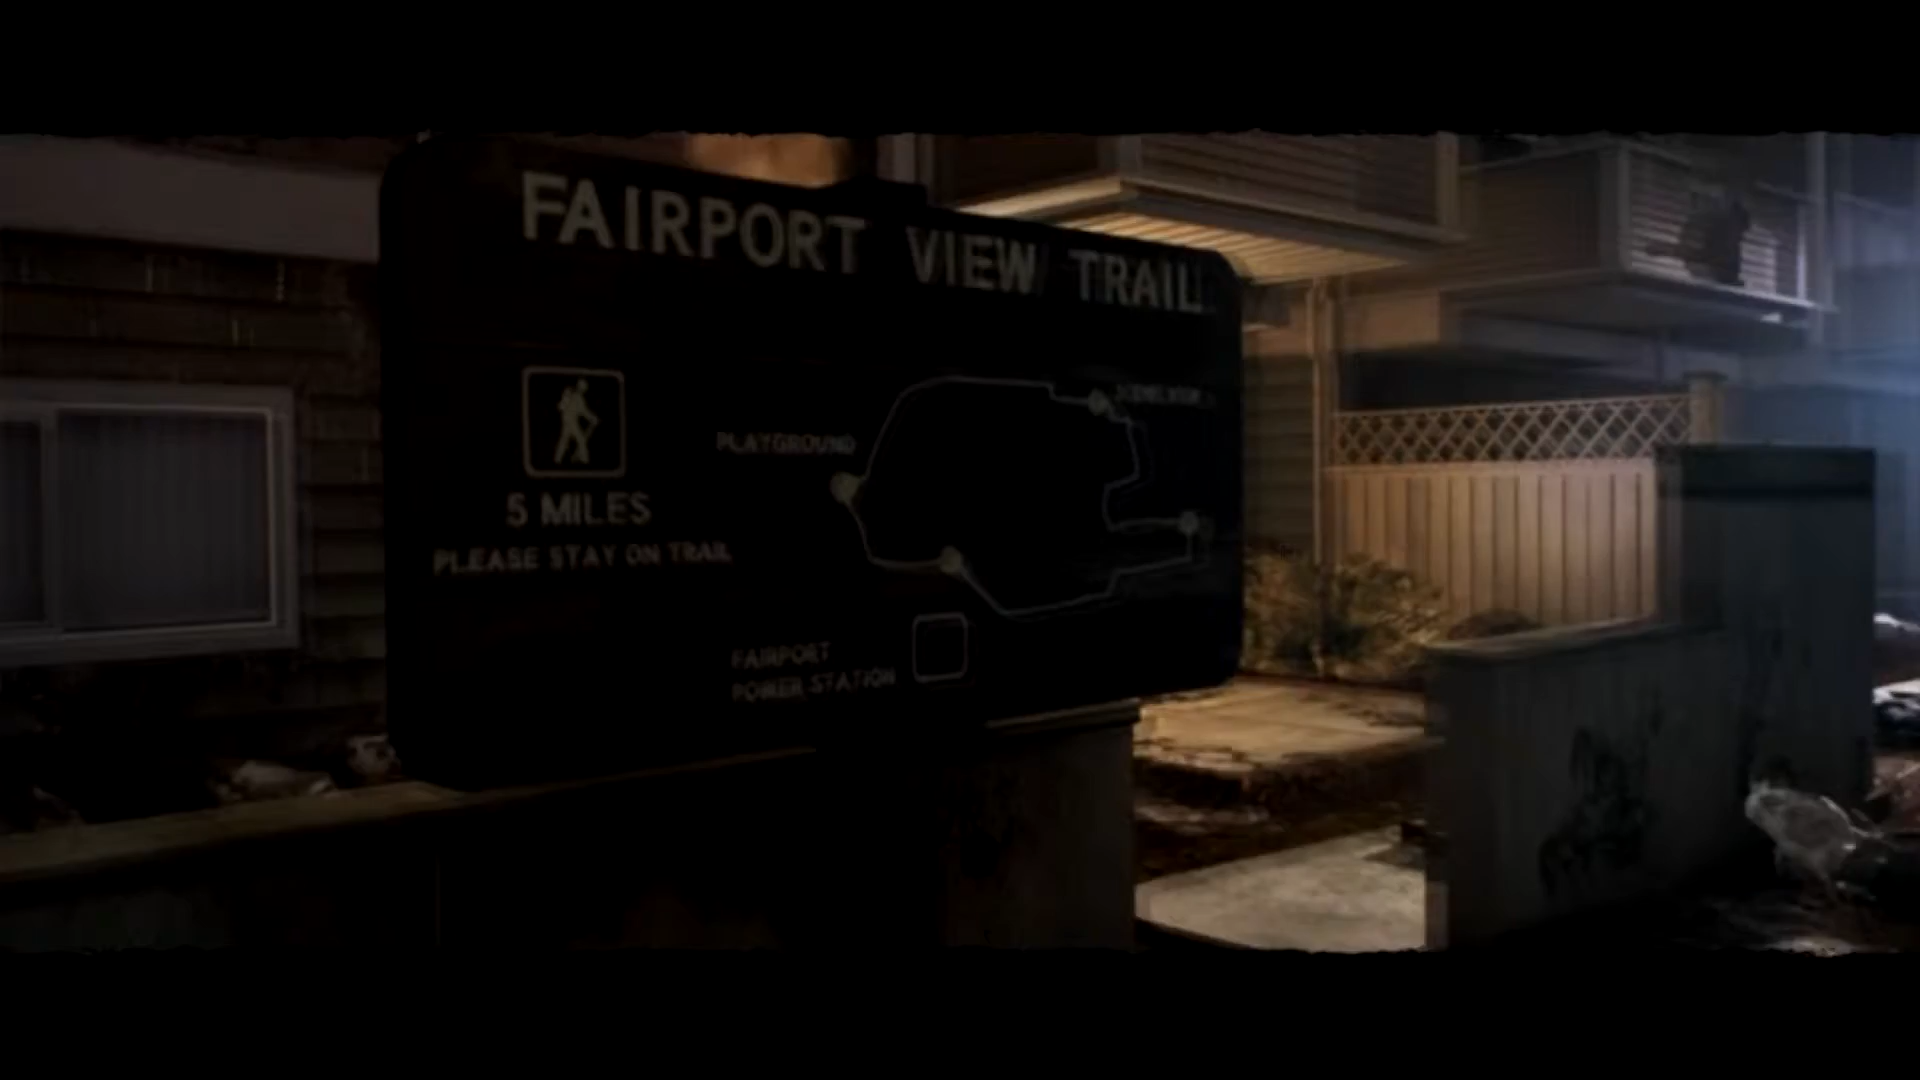 FAIRPORT VIEW TRAIL
PLAYGROUND
5 MILES
PLEASE STAY ON TRAIL
FAIRPORT
POWER STATION